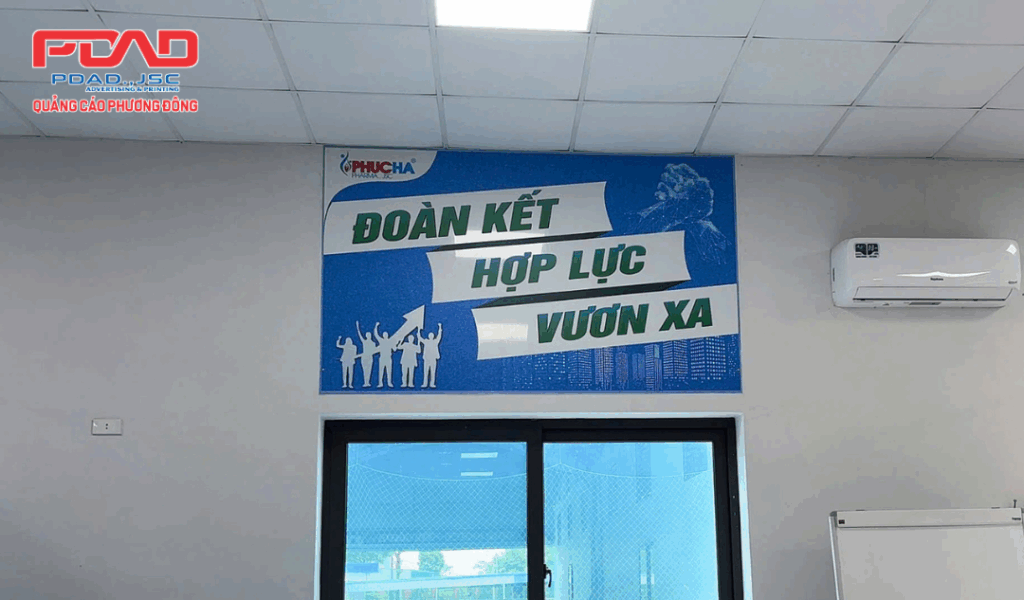 PDAD
PDAD.,JSC
ADVERTISING & PRINTING
QUẢNG CÁO PHƯƠNG ĐÔNG
PHUCHA®
PHARMA., JSC
ĐOÀN KẾT
HỢP LỰC
VƯƠN XA